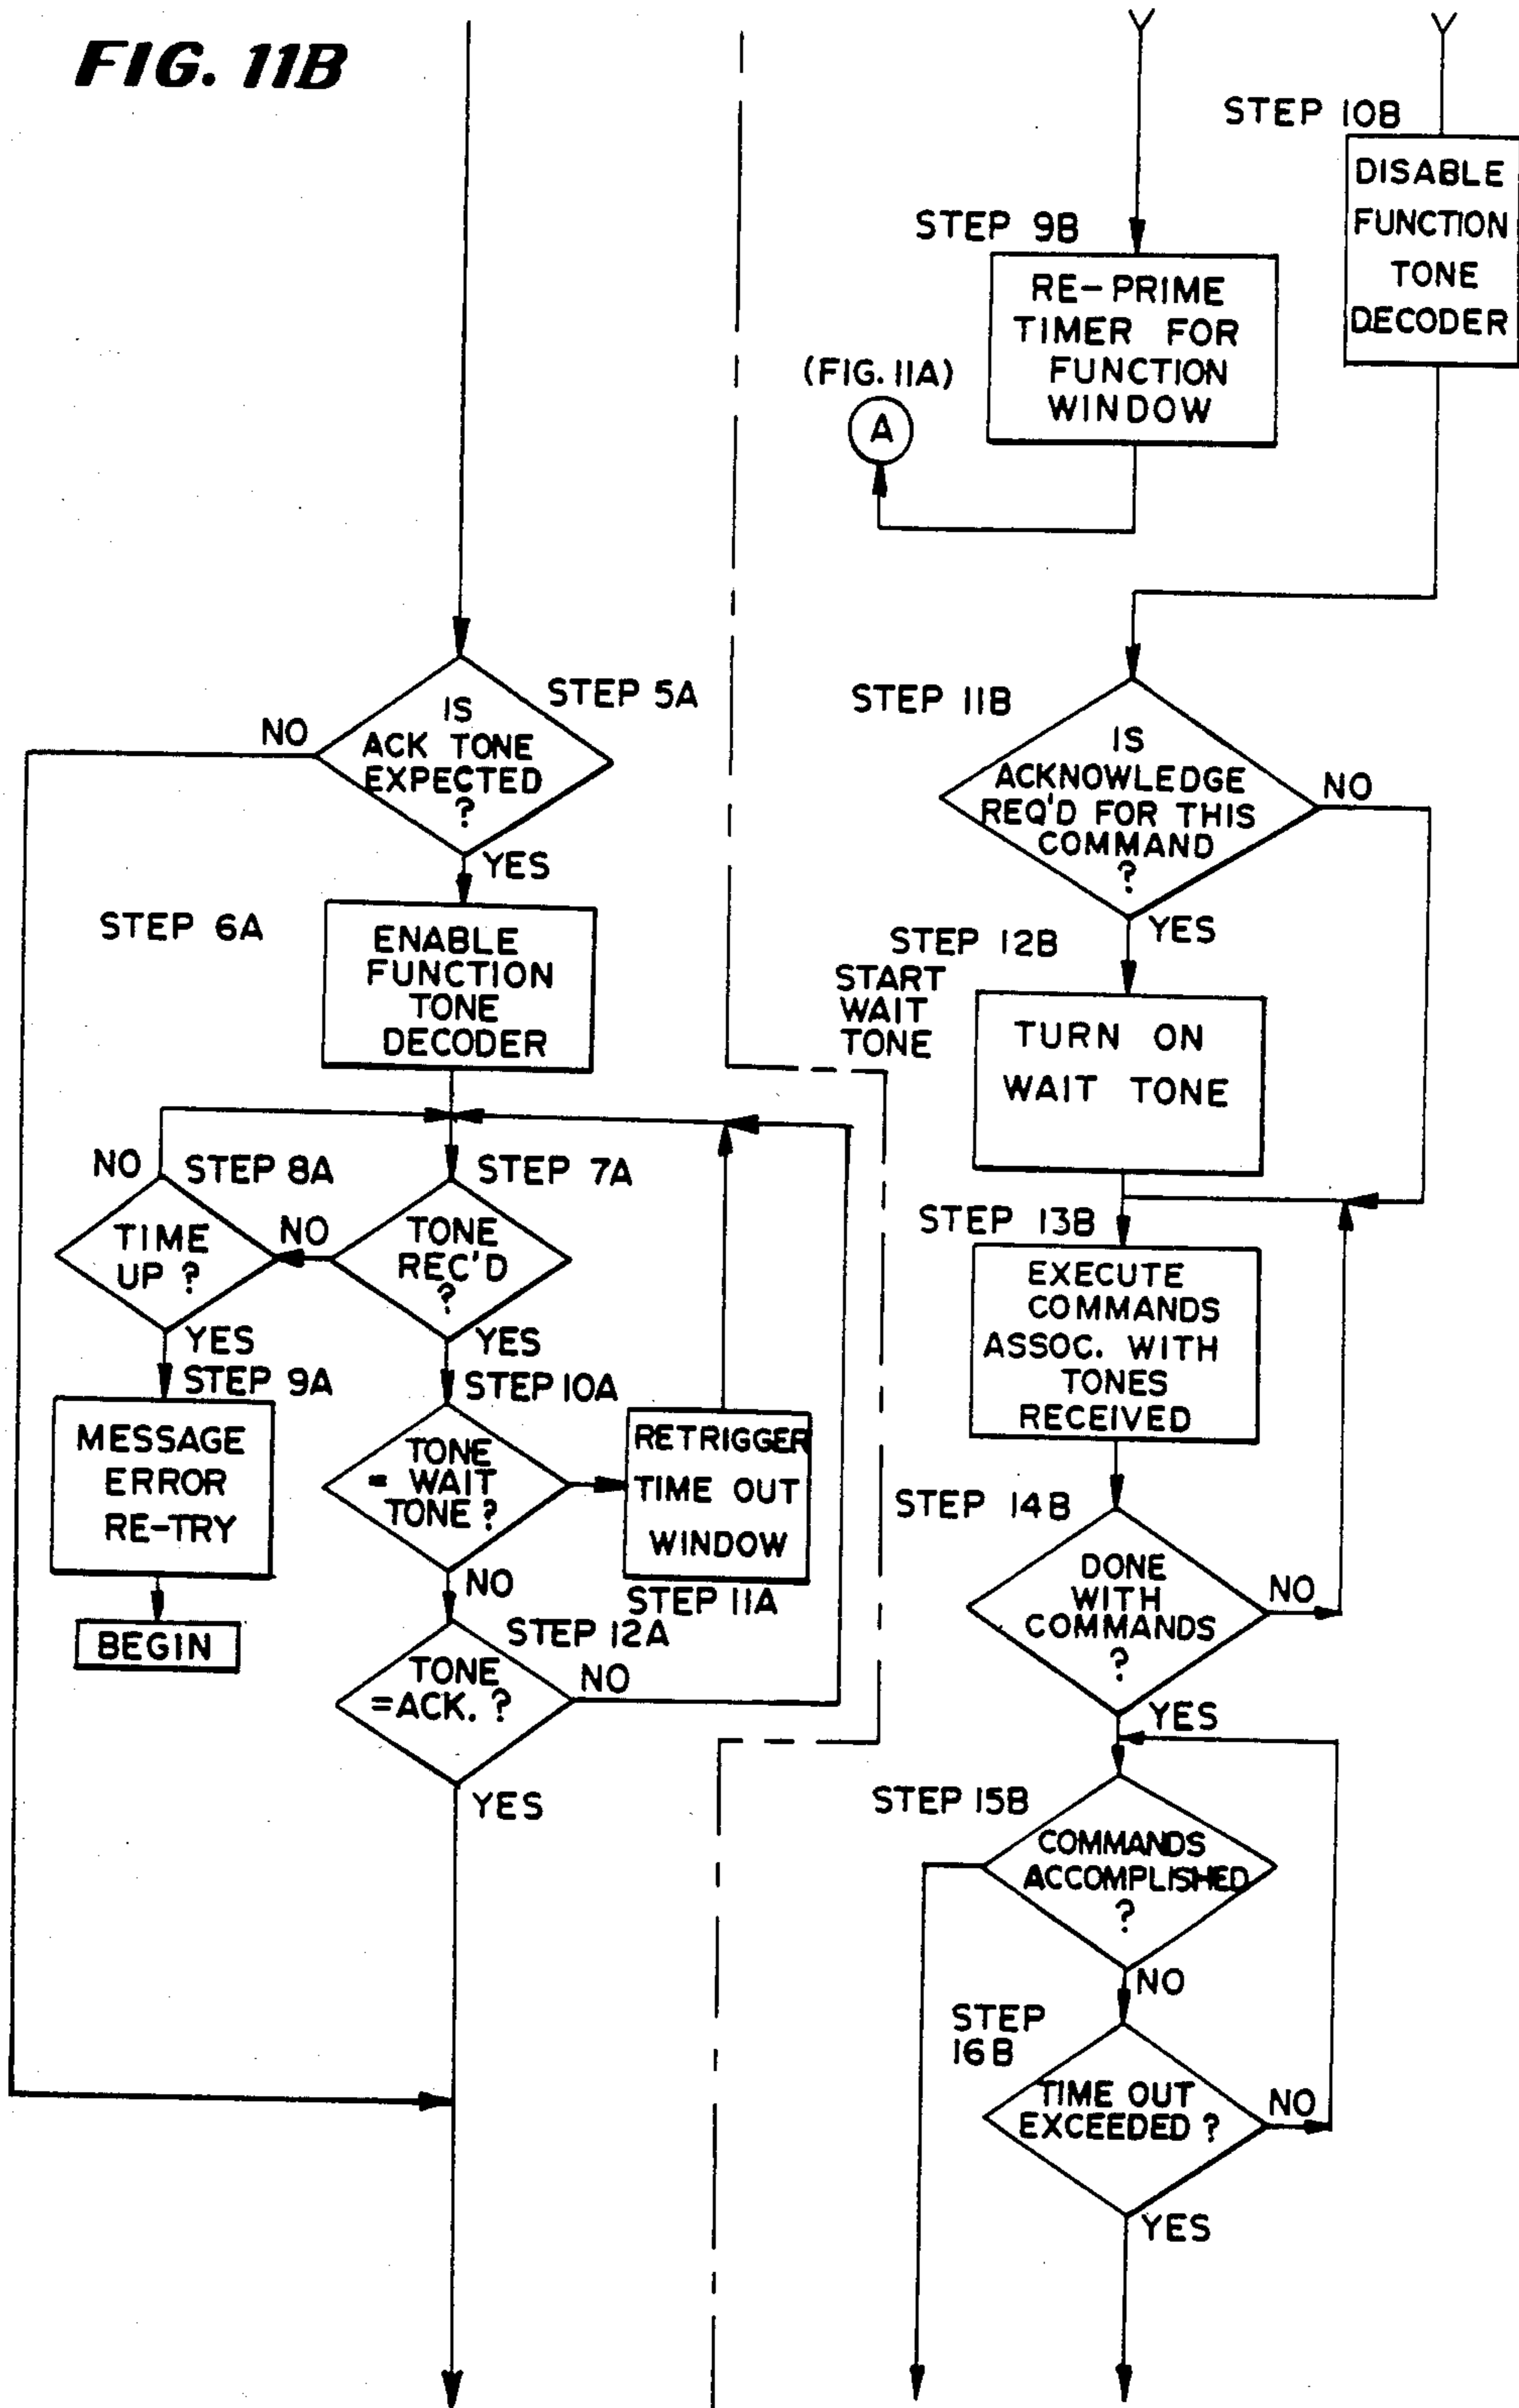 FIG. 11B
STEP 5A
IS
ACK TONE
EXPECTED
?
NO
YES
STEP 6A
ENABLE
FUNCTION
TONE
DECODER
STEP 7A
TONE
REC'D
?
NO
YES
STEP 8A
TIME
UP ?
NO
YES
STEP 9A
MESSAGE
ERROR
RE-TRY
BEGIN
STEP 10A
TONE
= WAIT
TONE ?
NO
RETRIGGER
TIME OUT
WINDOW
STEP 11A
STEP 12A
TONE
=ACK. ?
NO
YES
STEP 9B
RE-PRIME
TIMER FOR
FUNCTION
WINDOW
(FIG. 11A)
A
STEP 10B
DISABLE
FUNCTION
TONE
DECODER
STEP 11B
IS
ACKNOWLEDGE
REQ'D FOR THIS
COMMAND
?
NO
YES
STEP 12B
START
WAIT
TONE
TURN ON
WAIT TONE
STEP 13B
EXECUTE
COMMANDS
ASSOC. WITH
TONES
RECEIVED
STEP 14B
DONE
WITH
COMMANDS
?
NO
YES
STEP 15B
COMMANDS
ACCOMPLISHED
?
NO
STEP
16B
TIME OUT
EXCEEDED ?
NO
YES